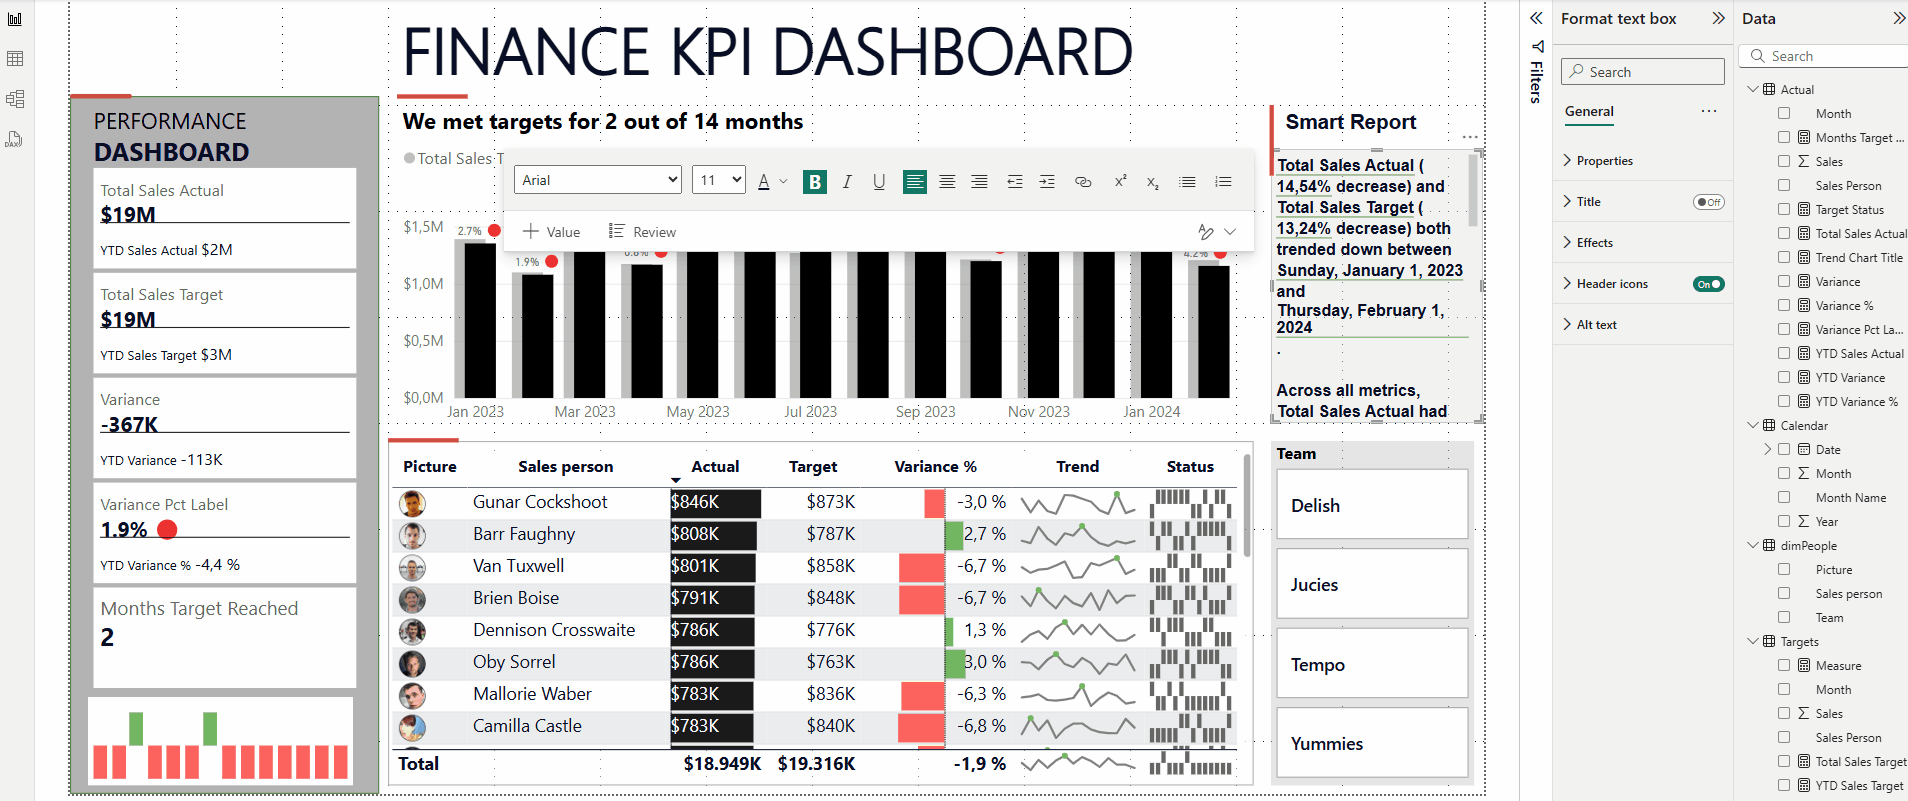 FINANCE KPI DASHBOARD
PERFORMANCE
DASHBOARD
Total Sales Actual
$19M
YTD Sales Actual $2M
Total Sales Target
$19M
YTD Sales Target $3M
Variance
-367K
YTD Variance -113K
Variance Pct Label
1.9%
YTD Variance % -4,4 %
Months Target Reached
2
We met targets for 2 out of 14 months
Total Sales T
Arial
11
A
B
I
U
x²
x₂
Value
Review
$1,5M
$1,0M
$0,5M
$0,0M
2.7%
1.9%
0.8%
4.2%
Jan 2023
Mar 2023
May 2023
Jul 2023
Sep 2023
Nov 2023
Jan 2024
Smart Report
Total Sales Actual (
14,54% decrease) and
Total Sales Target (
13,24% decrease) both
trended down between
Sunday, January 1, 2023
and
Thursday, February 1,
2024
.
Across all metrics,
Total Sales Actual had
Picture Sales person Actual Target Variance % Trend Status
Gunar Cockshoot $846K $873K -3,0 %
Barr Faughny $808K $787K 2,7 %
Van Tuxwell $801K $858K -6,7 %
Brien Boise $791K $848K -6,7 %
Dennison Crosswaite $786K $776K 1,3 %
Oby Sorrel $786K $763K 3,0 %
Mallorie Waber $783K $836K -6,3 %
Camilla Castle $783K $840K -6,8 %
Total $18.949K $19.316K -1,9 %
Team
Delish
Jucies
Tempo
Yummies
Filters
Format text box
Search
General
Properties
Title Off
Effects
Header icons On
Alt text
Data
Search
Actual
Month
Months Target ...
Sales
Sales Person
Target Status
Total Sales Actual
Trend Chart Title
Variance
Variance %
Variance Pct La...
YTD Sales Actual
YTD Variance
YTD Variance %
Calendar
Date
Month
Month Name
Year
dimPeople
Picture
Sales person
Team
Targets
Measure
Month
Sales
Sales Person
Total Sales Target
YTD Sales Target
DAX